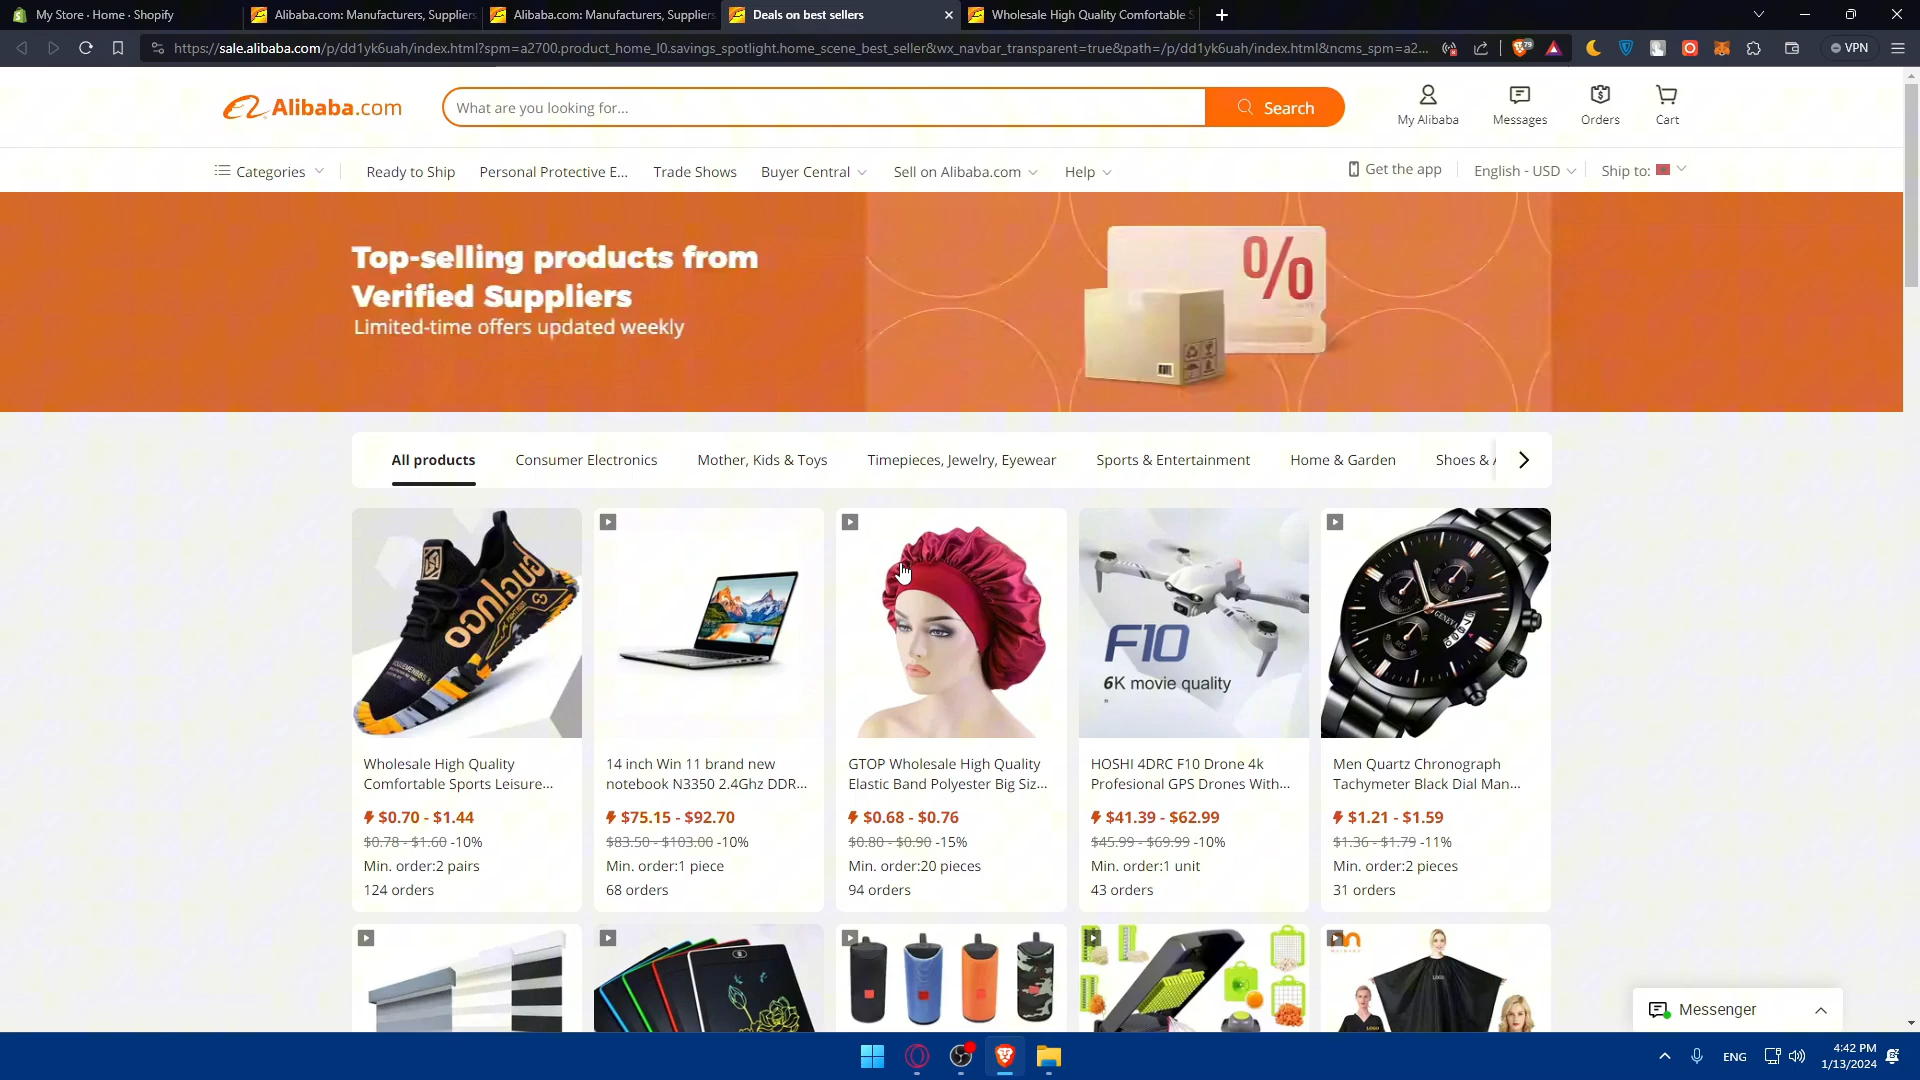 My Store · Home · Shopify
Alibaba.com: Manufacturers, Suppliers
Alibaba.com: Manufacturers, Suppliers
Deals on best sellers
Wholesale High Quality Comfortable S
https://sale.alibaba.com/p/dd1yk6uah/index.html?spm=a2700.product_home_l0.savings_spotlight.home_scene_best_seller&wx_navbar_transparent=true&path=/p/dd1yk6uah/index.html&ncms_spm=a2...
79
VPN
Alibaba.com
What are you looking for...
Search
My Alibaba
Messages
Orders
Cart
Categories
Ready to Ship
Personal Protective E...
Trade Shows
Buyer Central
Sell on Alibaba.com
Help
Get the app
English - USD
Ship to:
Top-selling products from
Verified Suppliers
Limited-time offers updated weekly
%
All products
Consumer Electronics
Mother, Kids & Toys
Timepieces, Jewelry, Eyewear
Sports & Entertainment
Home & Garden
Shoes &
F10
6K movie quality
GENEVA
Wholesale High Quality
Comfortable Sports Leisure...
$0.70 - $1.44
$0.78 - $1.60 -10%
Min. order:2 pairs
124 orders
14 inch Win 11 brand new
notebook N3350 2.4Ghz DDR...
$75.15 - $92.70
$83.50 - $103.00 -10%
Min. order:1 piece
68 orders
GTOP Wholesale High Quality
Elastic Band Polyester Big Siz...
$0.68 - $0.76
$0.80 - $0.90 -15%
Min. order:20 pieces
94 orders
HOSHI 4DRC F10 Drone 4k
Profesional GPS Drones With...
$41.39 - $62.99
$45.99 - $69.99 -10%
Min. order:1 unit
43 orders
Men Quartz Chronograph
Tachymeter Black Dial Man...
$1.21 - $1.59
$1.36 - $1.79 -11%
Min. order:2 pieces
31 orders
LOGO
LOGO
LOGO
Messenger
ENG
4:42 PM
1/13/2024